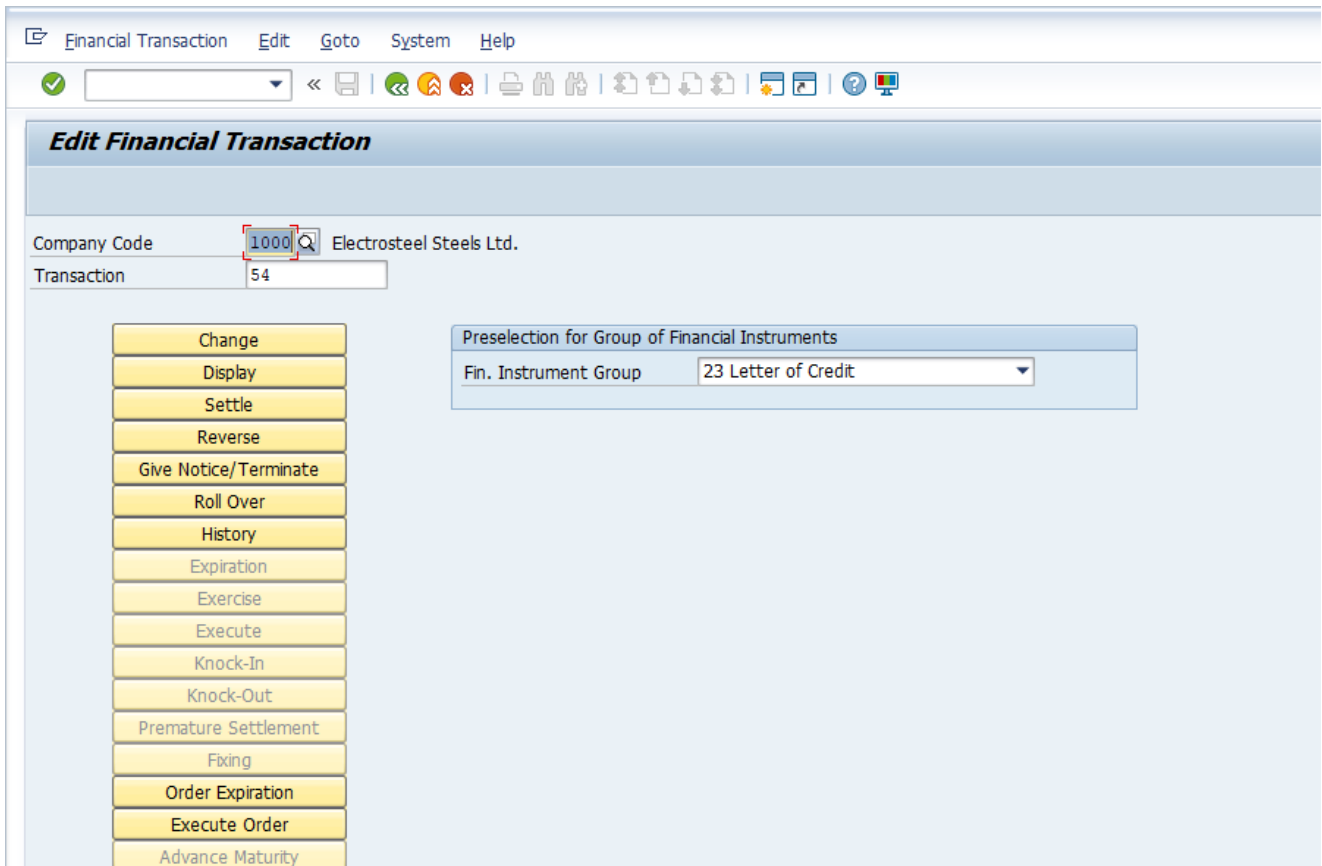 Financial Transaction Edit Goto System Help
Edit Financial Transaction
Company Code 1000 Electrosteel Steels Ltd.
Transaction 54
Change
Display
Settle
Reverse
Give Notice/Terminate
Roll Over
History
Expiration
Exercise
Execute
Knock-In
Knock-Out
Premature Settlement
Fixing
Order Expiration
Execute Order
Advance Maturity
Preselection for Group of Financial Instruments
Fin. Instrument Group 23 Letter of Credit